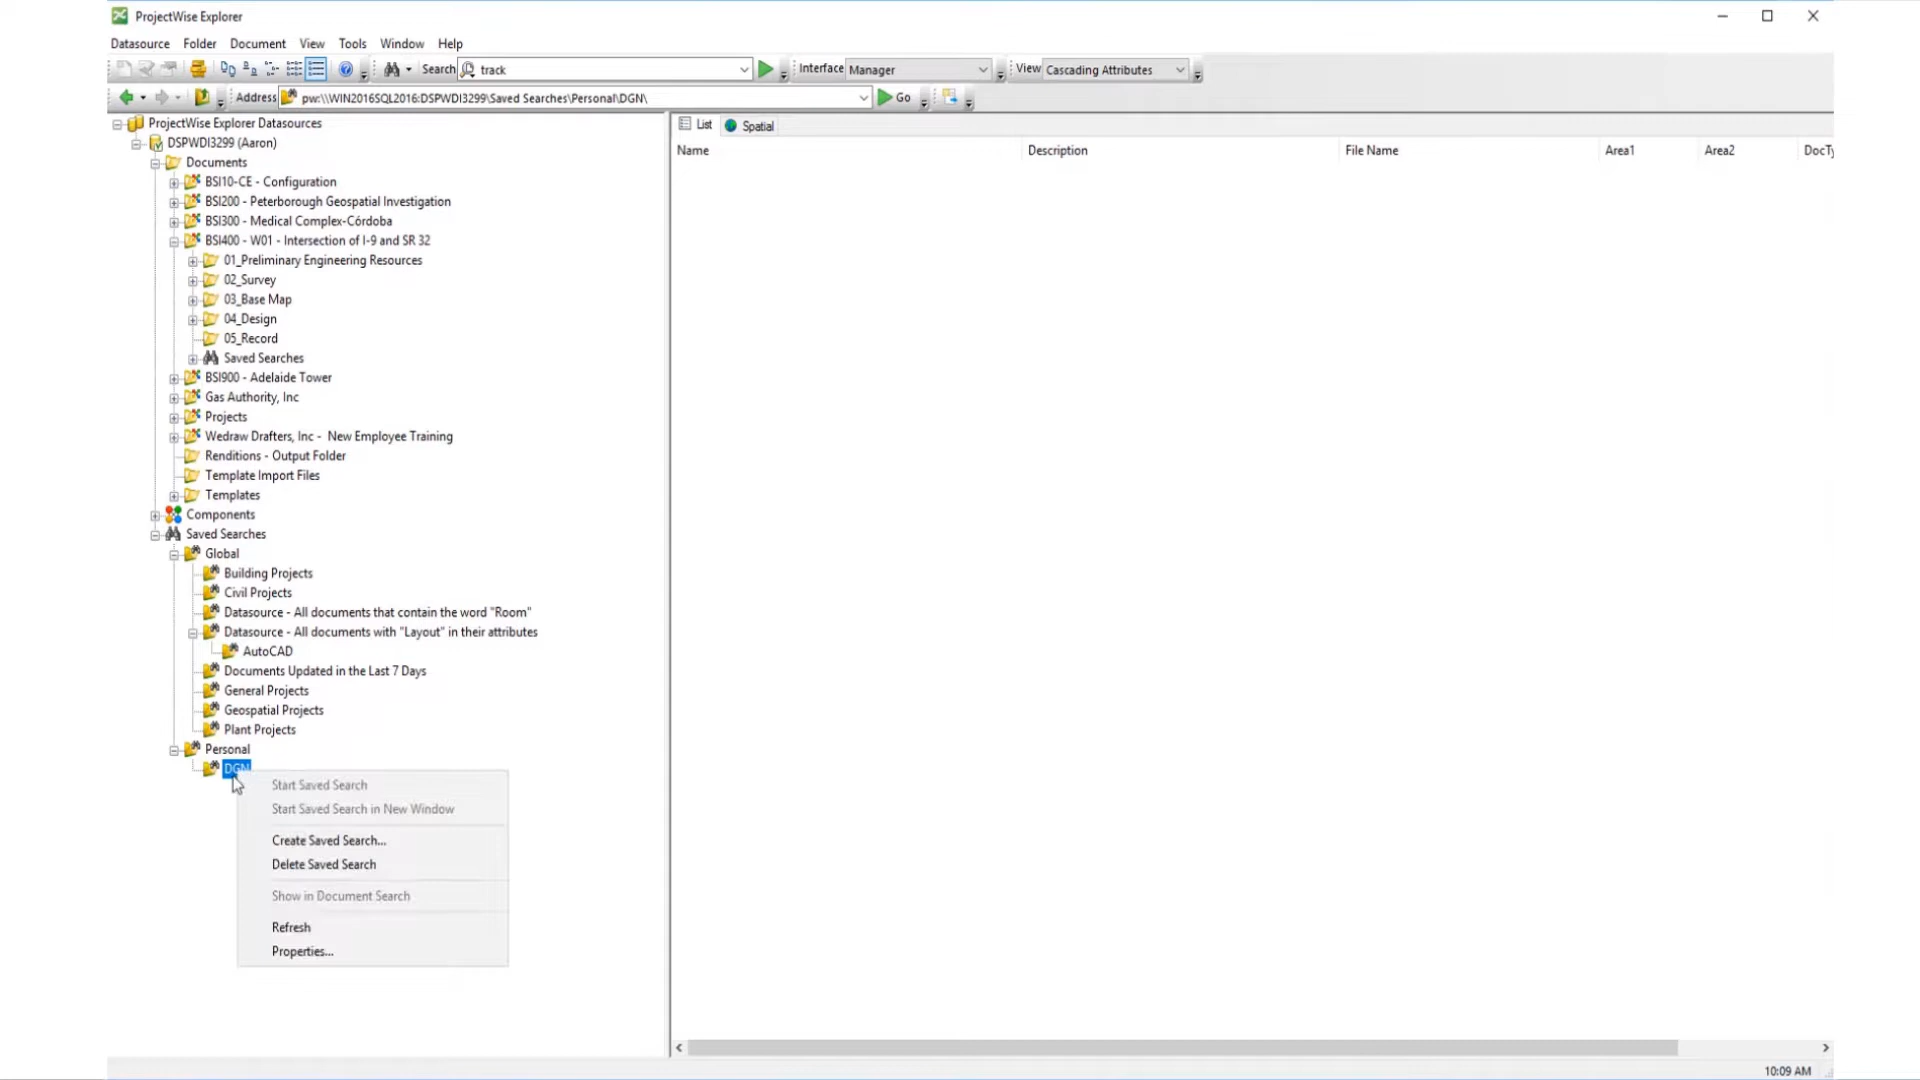 ProjectWise Explorer
Datasource Folder Document View Tools Window Help
Search track Interface Manager View Cascading Attributes
Address pw:\\WIN2016SQL2016:DSPWDI3299\Saved Searches\Personal\DGN\ Go
ProjectWise Explorer Datasources
DSPWDI3299 (Aaron)
Documents
BSI10-CE - Configuration
BSI200 - Peterborough Geospatial Investigation
BSI300 - Medical Complex-Córdoba
BSI400 - W01 - Intersection of I-9 and SR 32
01_Preliminary Engineering Resources
02_Survey
03_Base Map
04_Design
05_Record
Saved Searches
BSI900 - Adelaide Tower
Gas Authority, Inc
Projects
Wedraw Drafters, Inc - New Employee Training
Renditions - Output Folder
Template Import Files
Templates
Components
Saved Searches
Global
Building Projects
Civil Projects
Datasource - All documents that contain the word "Room"
Datasource - All documents with "Layout" in their attributes
AutoCAD
Documents Updated in the Last 7 Days
General Projects
Geospatial Projects
Plant Projects
Personal
DGN
Start Saved Search
Start Saved Search in New Window
Create Saved Search...
Delete Saved Search
Show in Document Search
Refresh
Properties...
List Spatial
Name Description File Name Area1 Area2 DocTy
10:09 AM